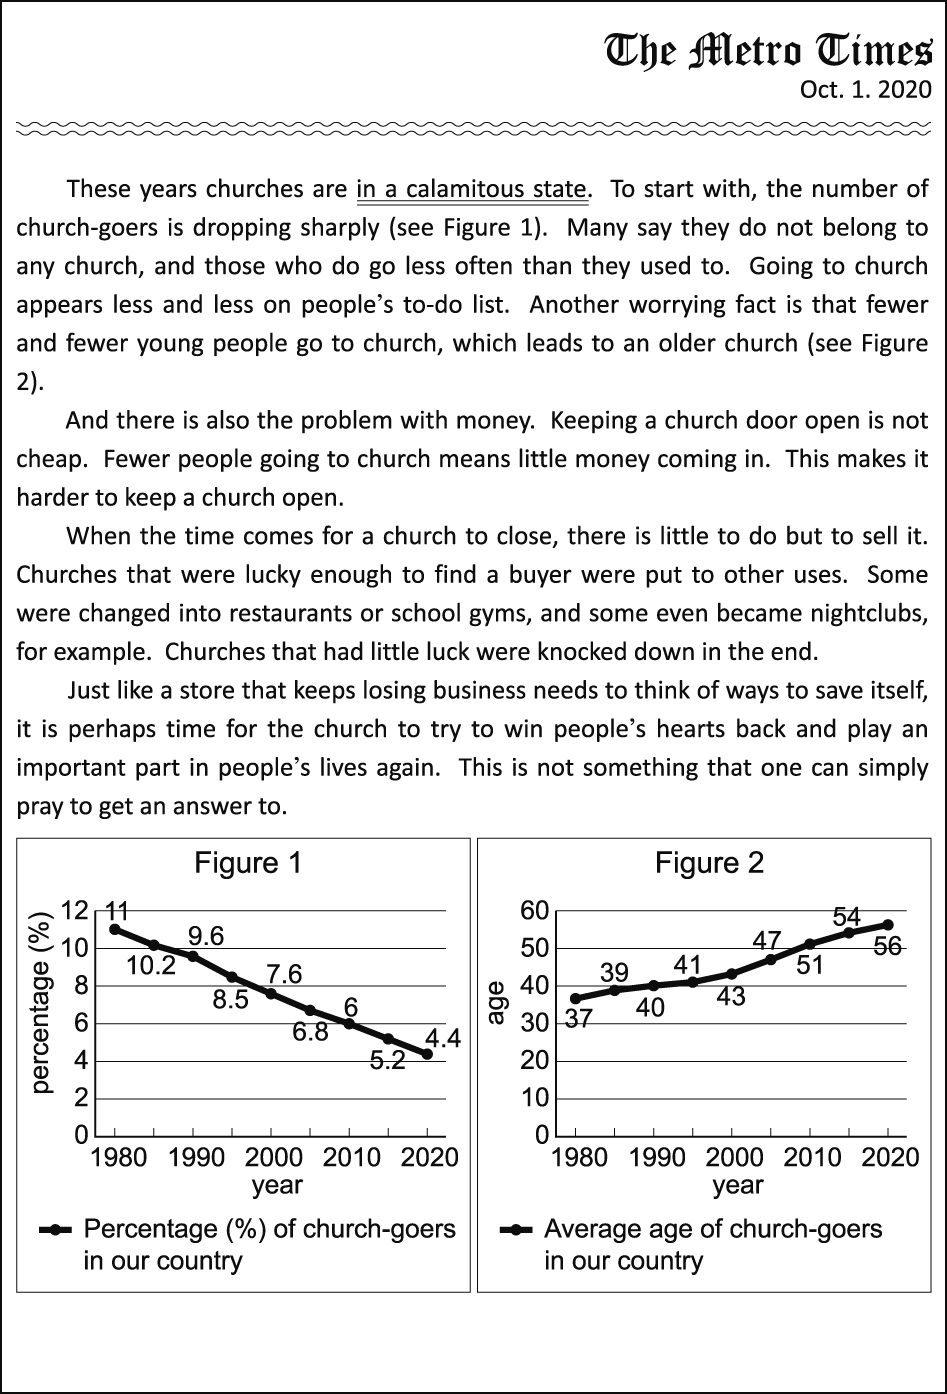 The Metro Times
Oct. 1. 2020
These years churches are in a calamitous state. To start with, the number of
church-goers is dropping sharply (see Figure 1). Many say they do not belong to
any church, and those who do go less often than they used to. Going to church
appears less and less on people’s to-do list. Another worrying fact is that fewer
and fewer young people go to church, which leads to an older church (see Figure
2).
And there is also the problem with money. Keeping a church door open is not
cheap. Fewer people going to church means little money coming in. This makes it
harder to keep a church open.
When the time comes for a church to close, there is little to do but to sell it.
Churches that were lucky enough to find a buyer were put to other uses. Some
were changed into restaurants or school gyms, and some even became nightclubs,
for example. Churches that had little luck were knocked down in the end.
Just like a store that keeps losing business needs to think of ways to save itself,
it is perhaps time for the church to try to win people’s hearts back and play an
important part in people’s lives again. This is not something that one can simply
pray to get an answer to.
Figure 1
percentage (%)
12
10
8
6
4
2
0
11
10.2
9.6
8.5
7.6
6.8
6
5.2
4.4
1980 1990 2000 2010 2020
year
Percentage (%) of church-goers
in our country
Figure 2
age
60
50
40
30
20
10
0
37
39
40
41
43
47
51
54
56
1980 1990 2000 2010 2020
year
Average age of church-goers
in our country